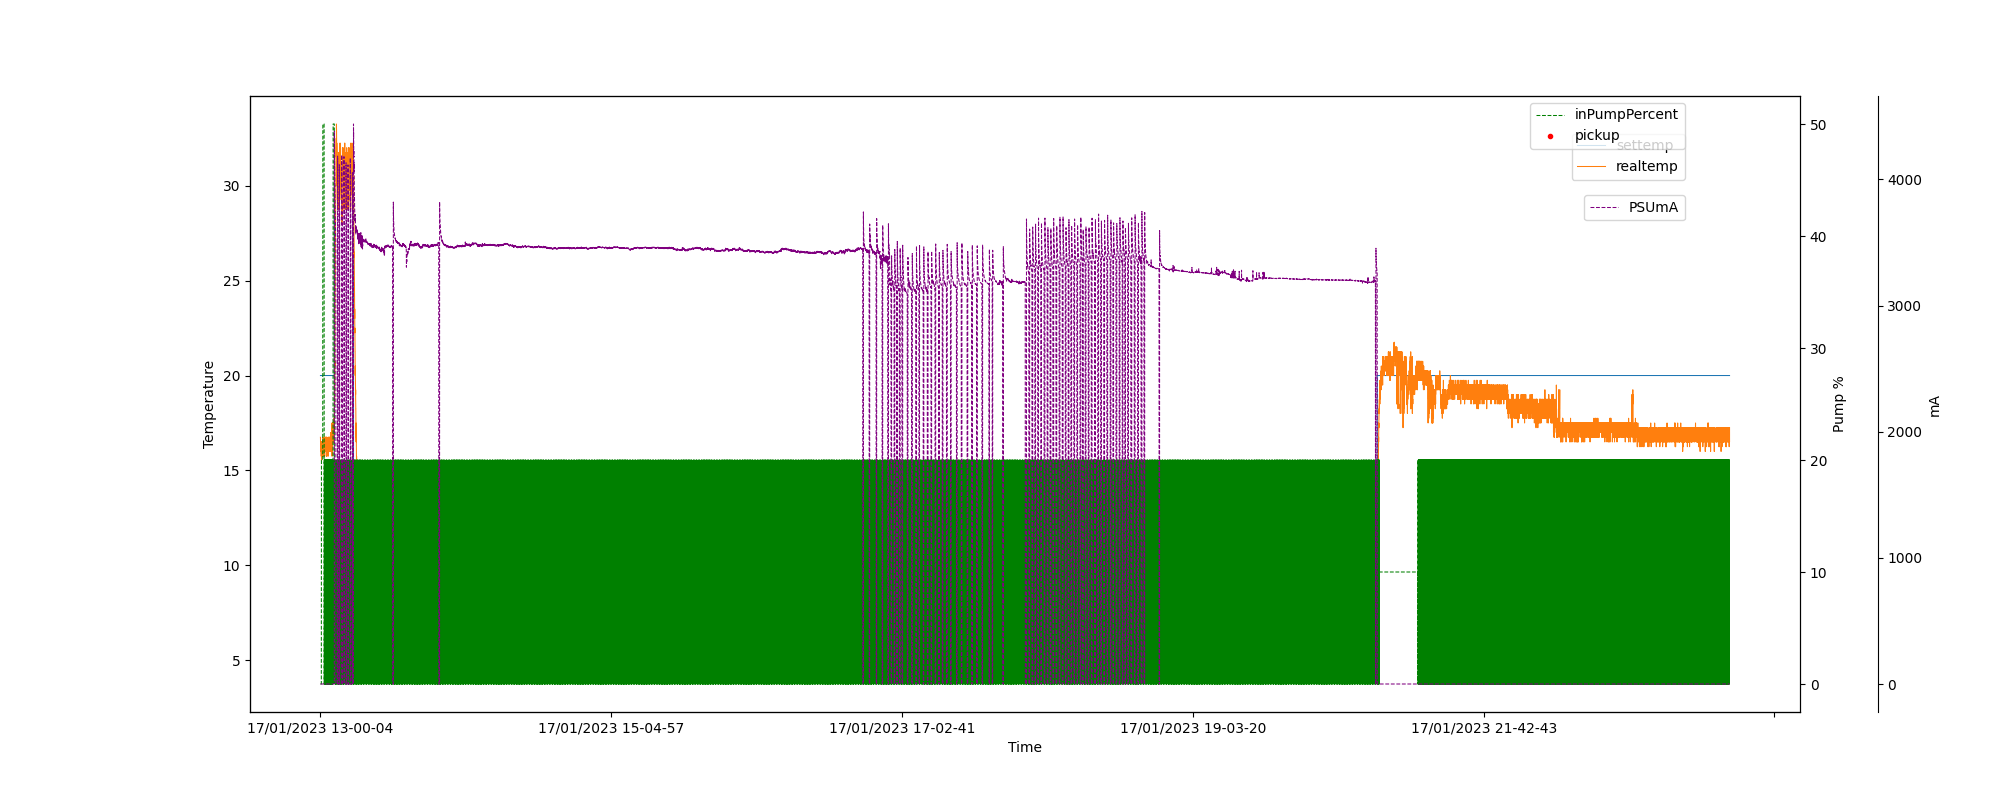 inPumpPercent
pickup
settemp
realtemp
PSUmA
Temperature
30
25
20
15
10
5
50
40
30
20
10
0
Pump %
4000
3000
2000
1000
0
mA
17/01/2023 13-00-04
17/01/2023 15-04-57
17/01/2023 17-02-41
17/01/2023 19-03-20
17/01/2023 21-42-43
Time